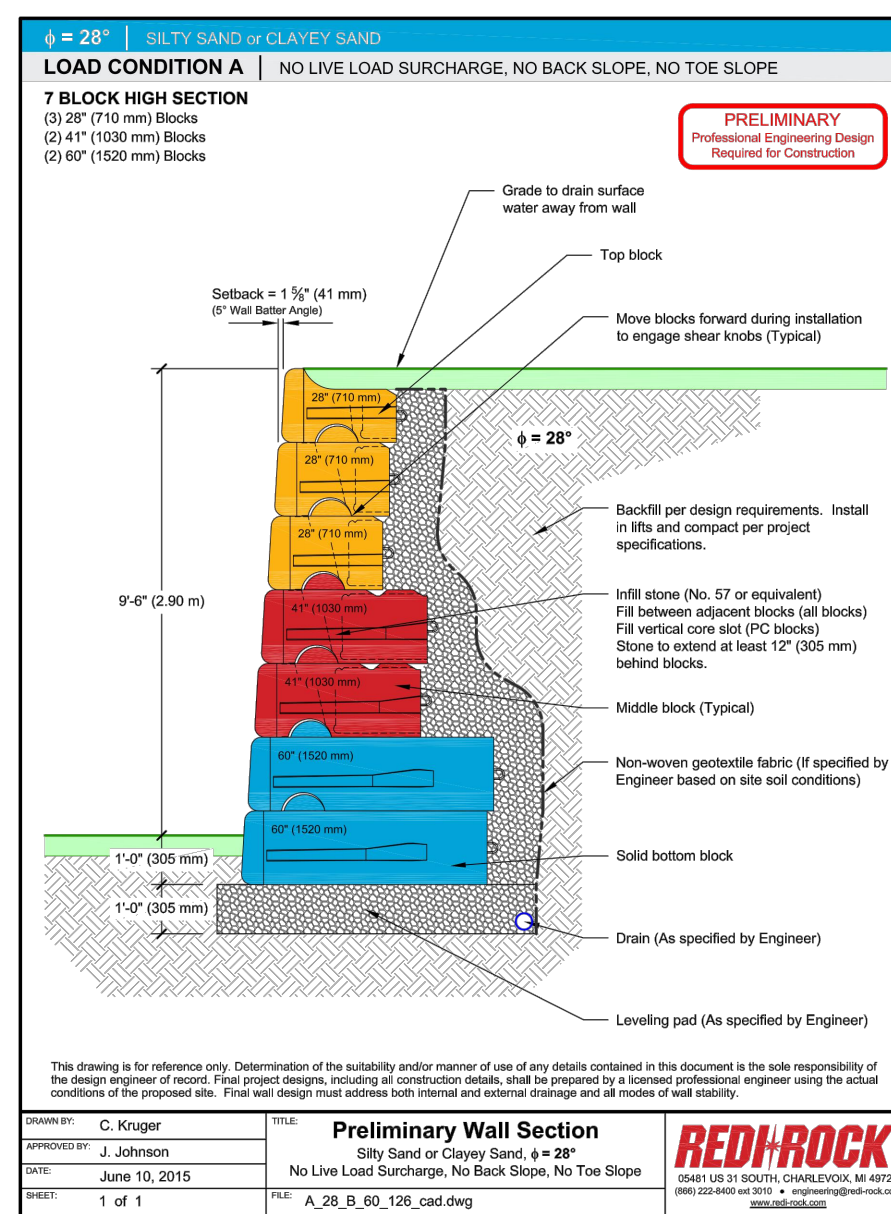 ϕ = 28° | SILTY SAND or CLAYEY SAND
LOAD CONDITION A | NO LIVE LOAD SURCHARGE, NO BACK SLOPE, NO TOE SLOPE
7 BLOCK HIGH SECTION
(3) 28" (710 mm) Blocks
(2) 41" (1030 mm) Blocks
(2) 60" (1520 mm) Blocks
PRELIMINARY
Professional Engineering Design
Required for Construction
Grade to drain surface
water away from wall
Top block
Setback = 1 ⅝" (41 mm)
(5° Wall Batter Angle)
Move blocks forward during installation
to engage shear knobs (Typical)
28" (710 mm)
ϕ = 28°
28" (710 mm)
Backfill per design requirements. Install
in lifts and compact per project
specifications.
28" (710 mm)
9'-6" (2.90 m)
Infill stone (No. 57 or equivalent)
Fill between adjacent blocks (all blocks)
Fill vertical core slot (PC blocks)
Stone to extend at least 12" (305 mm)
behind blocks.
41" (1030 mm)
41" (1030 mm)
Middle block (Typical)
60" (1520 mm)
Non-woven geotextile fabric (If specified by
Engineer based on site soil conditions)
60" (1520 mm)
1'-0" (305 mm)
Solid bottom block
1'-0" (305 mm)
Drain (As specified by Engineer)
Leveling pad (As specified by Engineer)
This drawing is for reference only. Determination of the suitability and/or manner of use of any details contained in this document is the sole responsibility of
the design engineer of record. Final project designs, including all construction details, shall be prepared by a licensed professional engineer using the actual
conditions of the proposed site. Final wall design must address both internal and external drainage and all modes of wall stability.
DRAWN BY: C. Kruger
APPROVED BY: J. Johnson
DATE: June 10, 2015
SHEET: 1 of 1
TITLE: Preliminary Wall Section
Silty Sand or Clayey Sand, ϕ = 28°
No Live Load Surcharge, No Back Slope, No Toe Slope
FILE: A_28_B_60_126_cad.dwg
REDI ROCK
05481 US 31 SOUTH, CHARLEVOIX, MI 4972
(866) 222-8400 ext 3010 • engineering@redi-rock.co
www.redi-rock.com